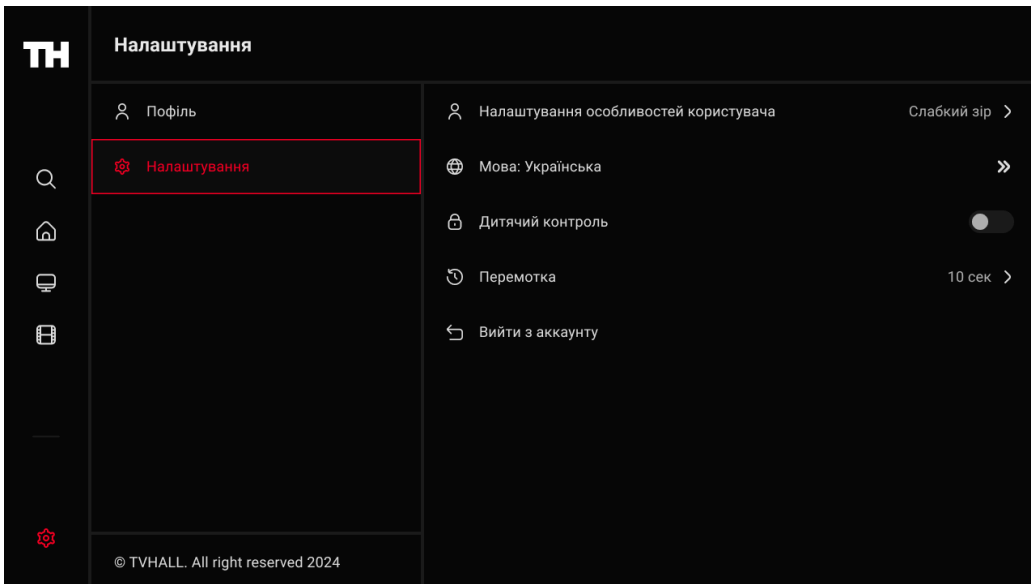 TH
Налаштування
Пофіль
Налаштування
© TVHALL. All right reserved 2024
Налаштування особливостей користувача Слабкий зір
Мова: Українська
Дитячий контроль
Перемотка 10 сек
Вийти з аккаунту